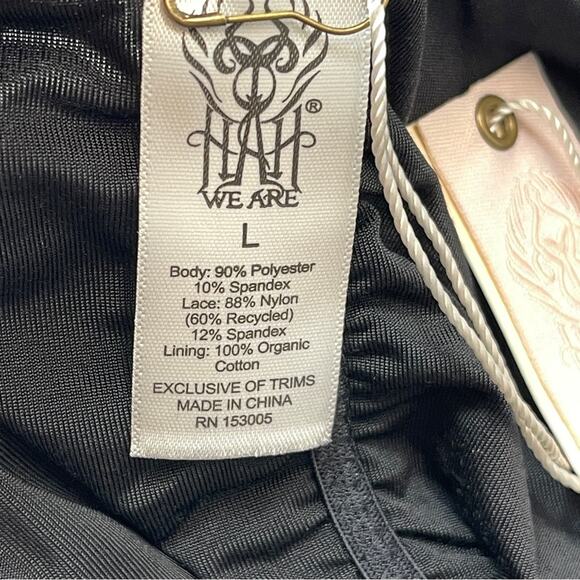 HAH®
WE ARE
L
Body: 90% Polyester
10% Spandex
Lace: 88% Nylon
(60% Recycled)
12% Spandex
Lining: 100% Organic
Cotton
EXCLUSIVE OF TRIMS
MADE IN CHINA
RN 153005